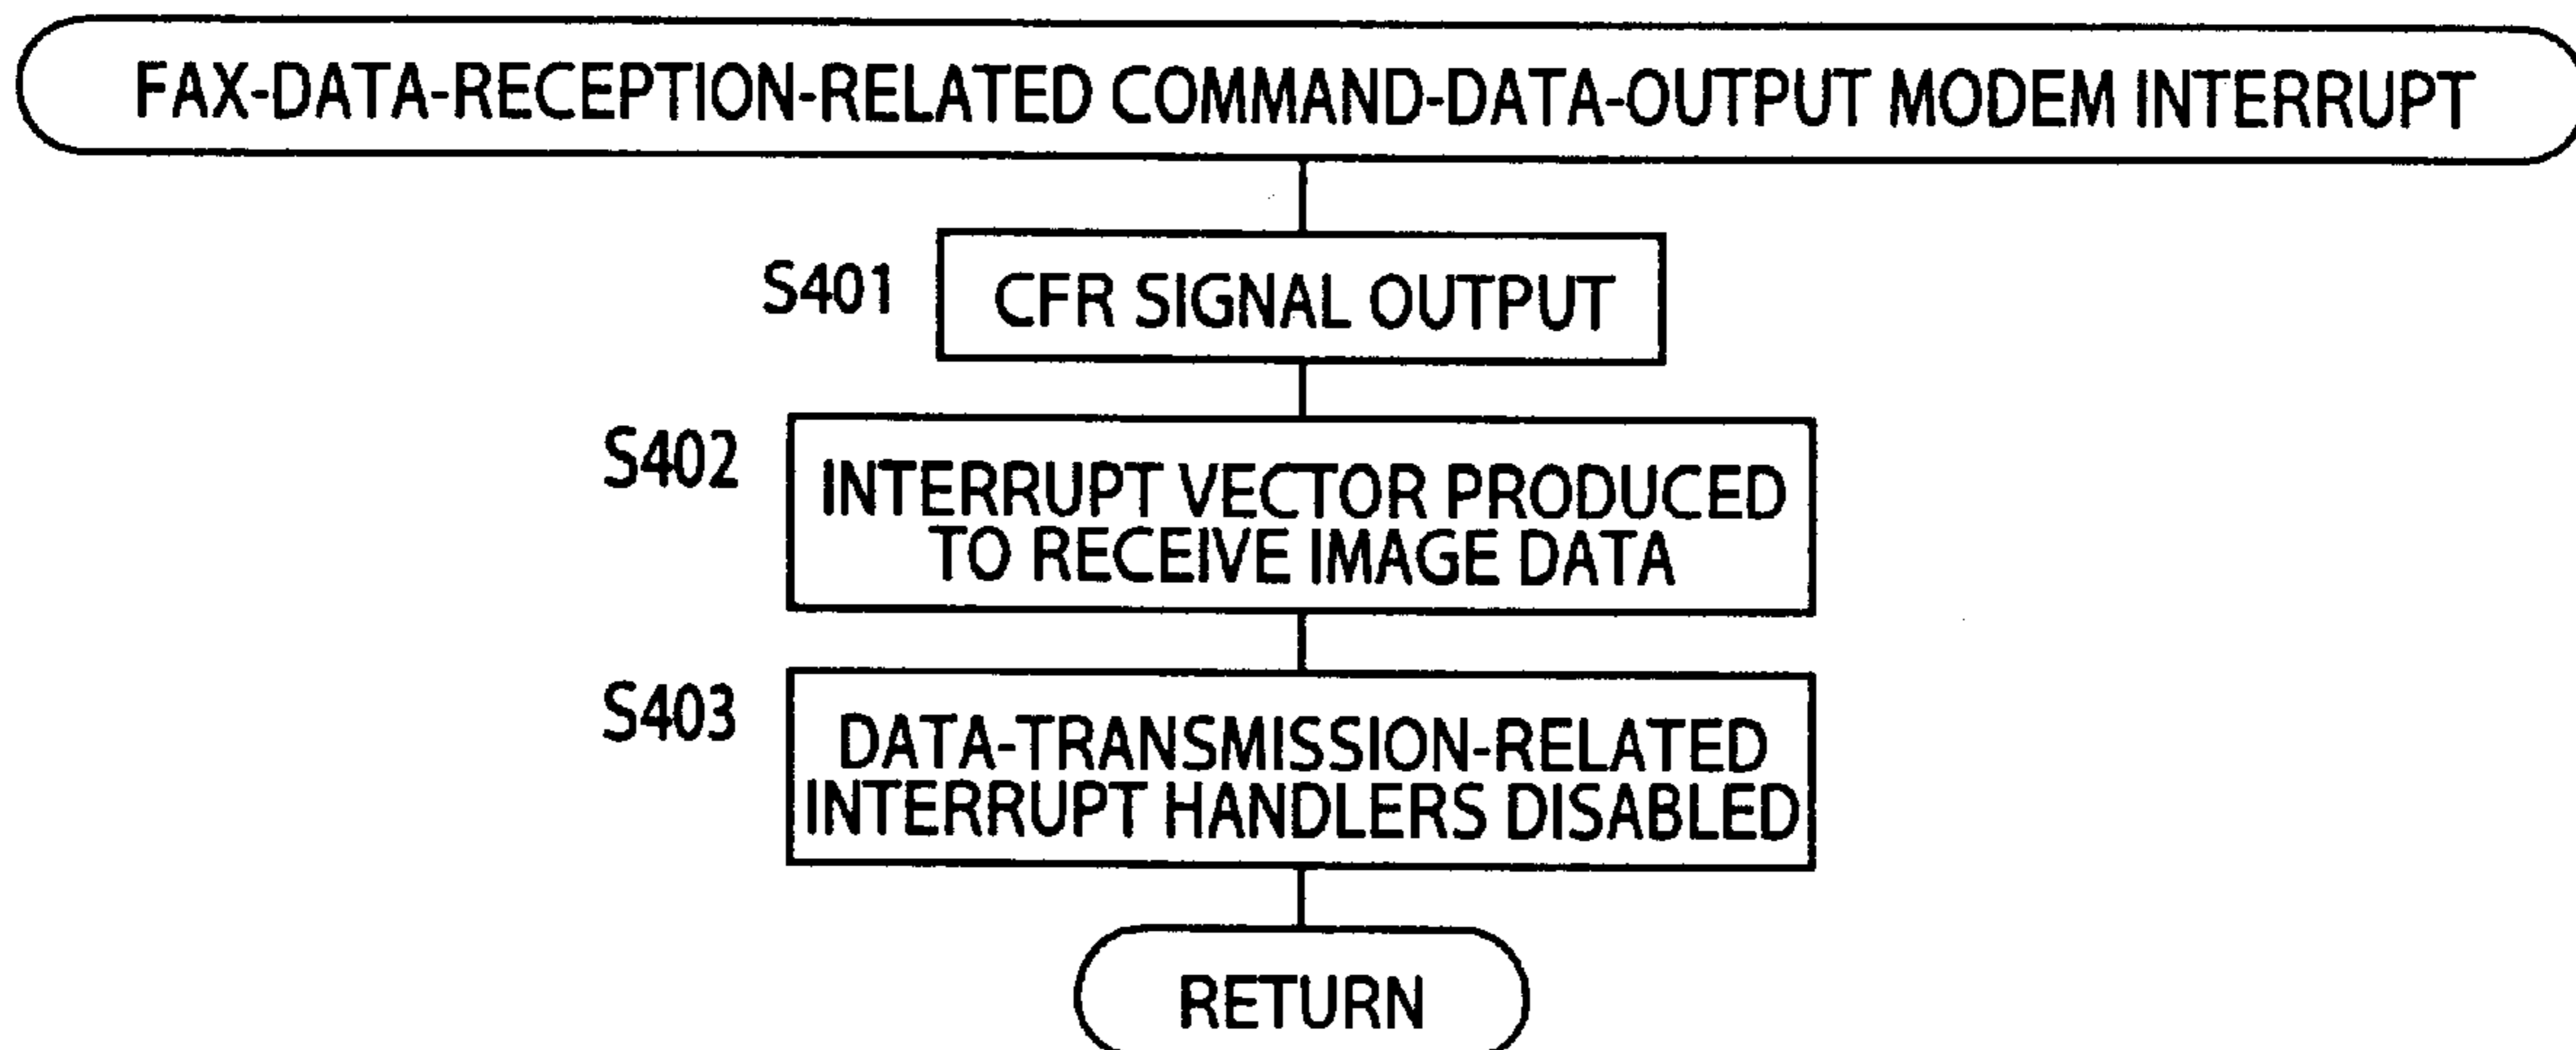 FAX-DATA-RECEPTION-RELATED COMMAND-DATA-OUTPUT MODEM INTERRUPT
S401
CFR SIGNAL OUTPUT
S402
INTERRUPT VECTOR PRODUCED
TO RECEIVE IMAGE DATA
S403
DATA-TRANSMISSION-RELATED
INTERRUPT HANDLERS DISABLED
RETURN